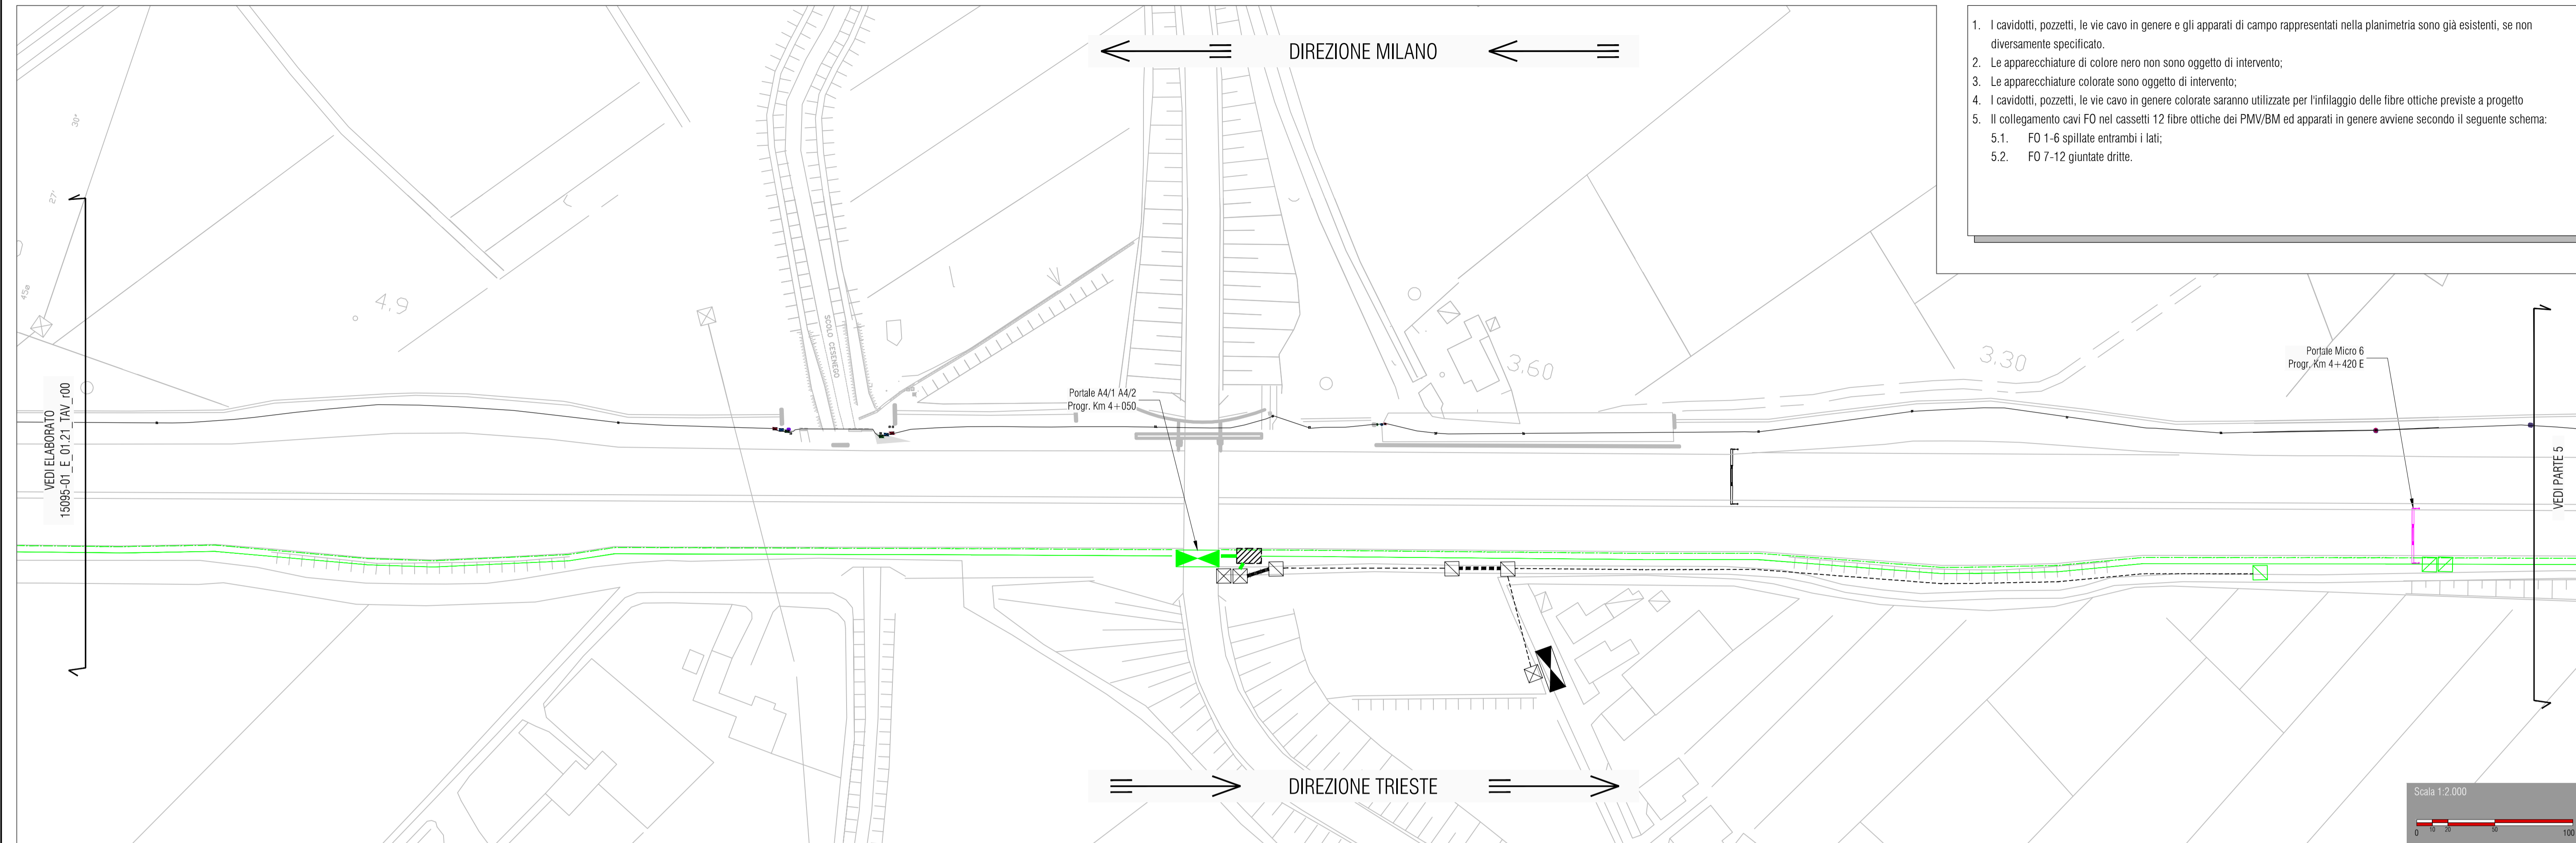 DIREZIONE MILANO
1. I cavidotti, pozzetti, le vie cavo in genere e gli apparati di campo rappresentati nella planimetria sono già esistenti, se non
diversamente specificato.
2. Le apparecchiature di colore nero non sono oggetto di intervento;
3. Le apparecchiature colorate sono oggetto di intervento;
4. I cavidotti, pozzetti, le vie cavo in genere colorate saranno utilizzate per l'infilaggio delle fibre ottiche previste a progetto
5. Il collegamento cavi FO nel cassetti 12 fibre ottiche dei PMV/BM ed apparati in genere avviene secondo il seguente schema:
5.1. FO 1-6 spillate entrambi i lati;
5.2. FO 7-12 giuntate dritte.
30°
27°
45°
4,9
SCOLO CESENEGO
3,60
3,30
Portale A4/1 A4/2
Progr. Km 4+050
Portale Micro 6
Progr. Km 4+420 E
VEDI ELABORATO
15095-01_E_01.21_TAV_r00
VEDI PARTE 5
DIREZIONE TRIESTE
Scala 1:2.000
0 10 20 50 100